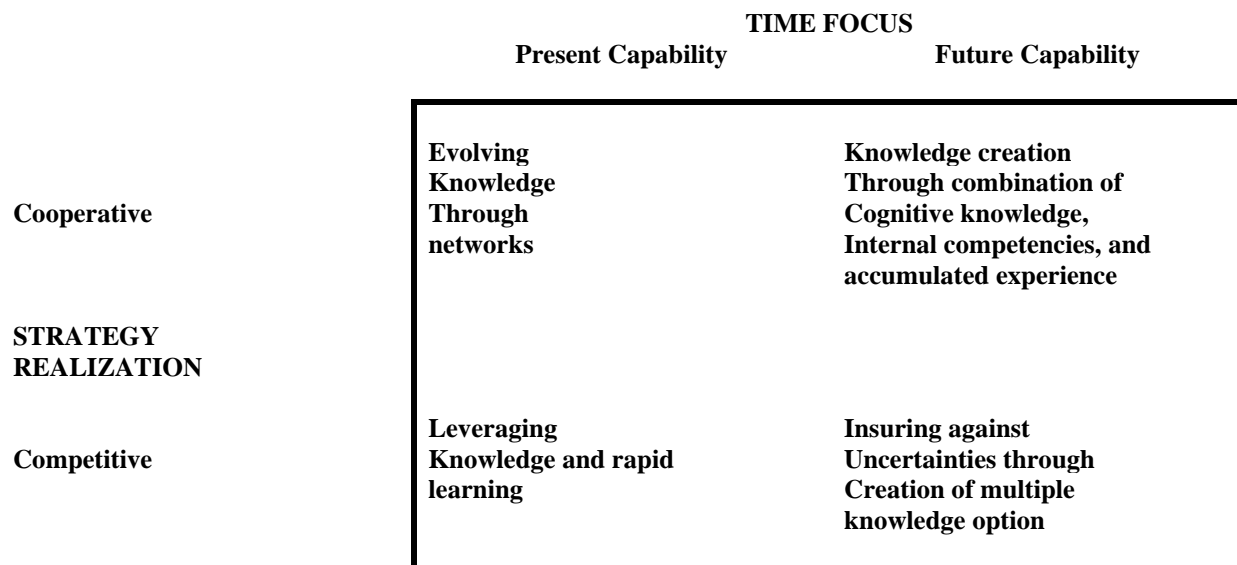 TIME FOCUS
Present Capability Future Capability
Evolving Knowledge creation
Knowledge Through combination of
Cooperative Through Cognitive knowledge,
networks Internal competencies, and
accumulated experience
STRATEGY
REALIZATION
Leveraging Insuring against
Competitive Knowledge and rapid Uncertainties through
learning Creation of multiple
knowledge option